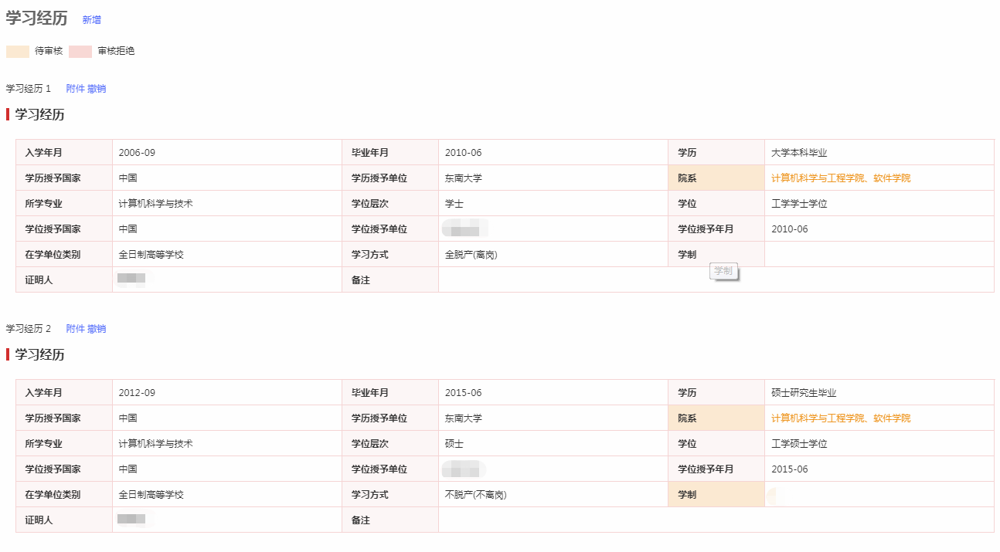 学习经历 新增
待审核 审核拒绝
学习经历 1 附件 撤销
学习经历
入学年月 2006-09 毕业年月 2010-06 学历 大学本科毕业
学历授予国家 中国 学历授予单位 东南大学 院系 计算机科学与工程学院、软件学院
所学专业 计算机科学与技术 学位层次 学士 学位 工学学士学位
学位授予国家 中国 学位授予单位 学位授予年月 2010-06
在学单位类别 全日制高等学校 学习方式 全脱产(离岗) 学制
学制
证明人 备注
学习经历 2 附件 撤销
学习经历
入学年月 2012-09 毕业年月 2015-06 学历 硕士研究生毕业
学历授予国家 中国 学历授予单位 东南大学 院系 计算机科学与工程学院、软件学院
所学专业 计算机科学与技术 学位层次 硕士 学位 工学硕士学位
学位授予国家 中国 学位授予单位 学位授予年月 2015-06
在学单位类别 全日制高等学校 学习方式 不脱产(不离岗) 学制
证明人 备注